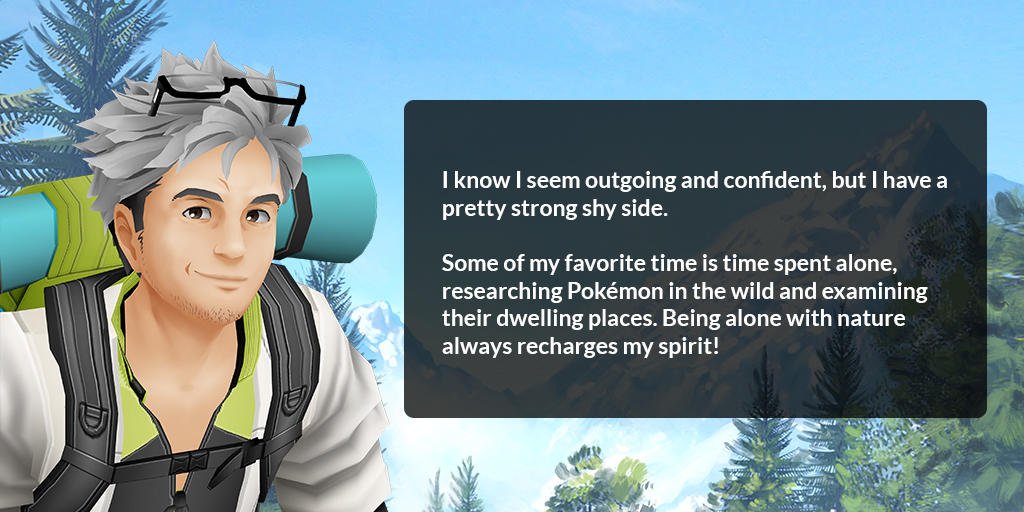 I know I seem outgoing and confident, but I have a
pretty strong shy side.
Some of my favorite time is time spent alone,
researching Pokémon in the wild and examining
their dwelling places. Being alone with nature
always recharges my spirit!